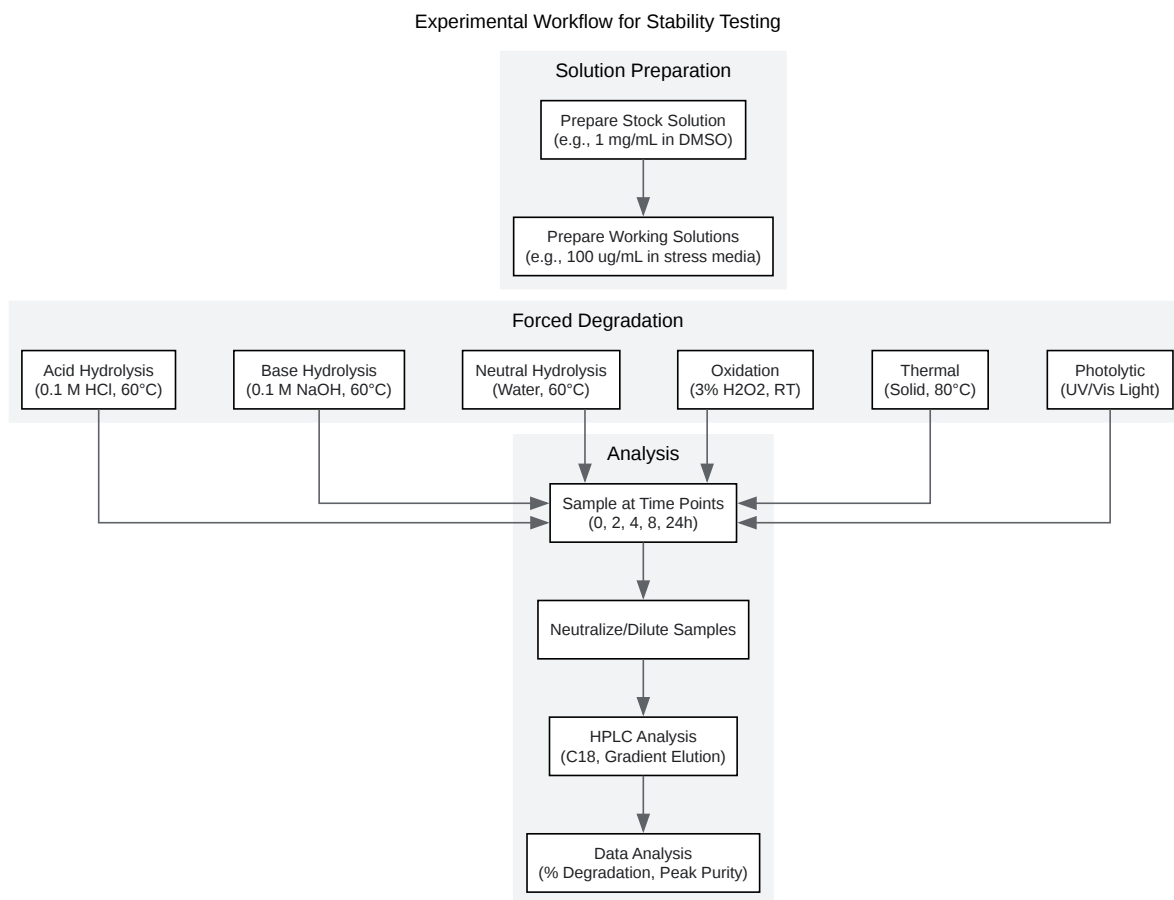 Experimental Workflow for Stability Testing
Solution Preparation
Prepare Stock Solution
(e.g., 1 mg/mL in DMSO)
Prepare Working Solutions
(e.g., 100 ug/mL in stress media)
Forced Degradation
Acid Hydrolysis
(0.1 M HCl, 60°C)
Base Hydrolysis
(0.1 M NaOH, 60°C)
Neutral Hydrolysis
(Water, 60°C)
Oxidation
(3% H2O2, RT)
Thermal
(Solid, 80°C)
Photolytic
(UV/Vis Light)
Analysis
Sample at Time Points
(0, 2, 4, 8, 24h)
Neutralize/Dilute Samples
HPLC Analysis
(C18, Gradient Elution)
Data Analysis
(% Degradation, Peak Purity)